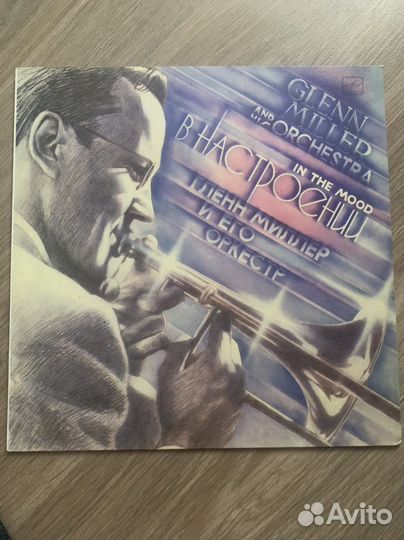 GLENN
MILLER
AND HIS
ORCHESTRA
IN THE MOOD
В НАСТРОЕНИИ
ГЛЕНН МИЛЛЕР
И ЕГО
ОРКЕСТР
Avito